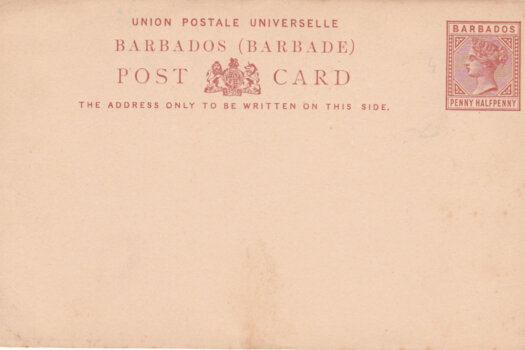 UNION POSTALE UNIVERSELLE
BARBADOS (BARBADE)
POST CARD
THE ADDRESS ONLY TO BE WRITTEN ON THIS SIDE.
BARBADOS
PENNY HALFPENNY